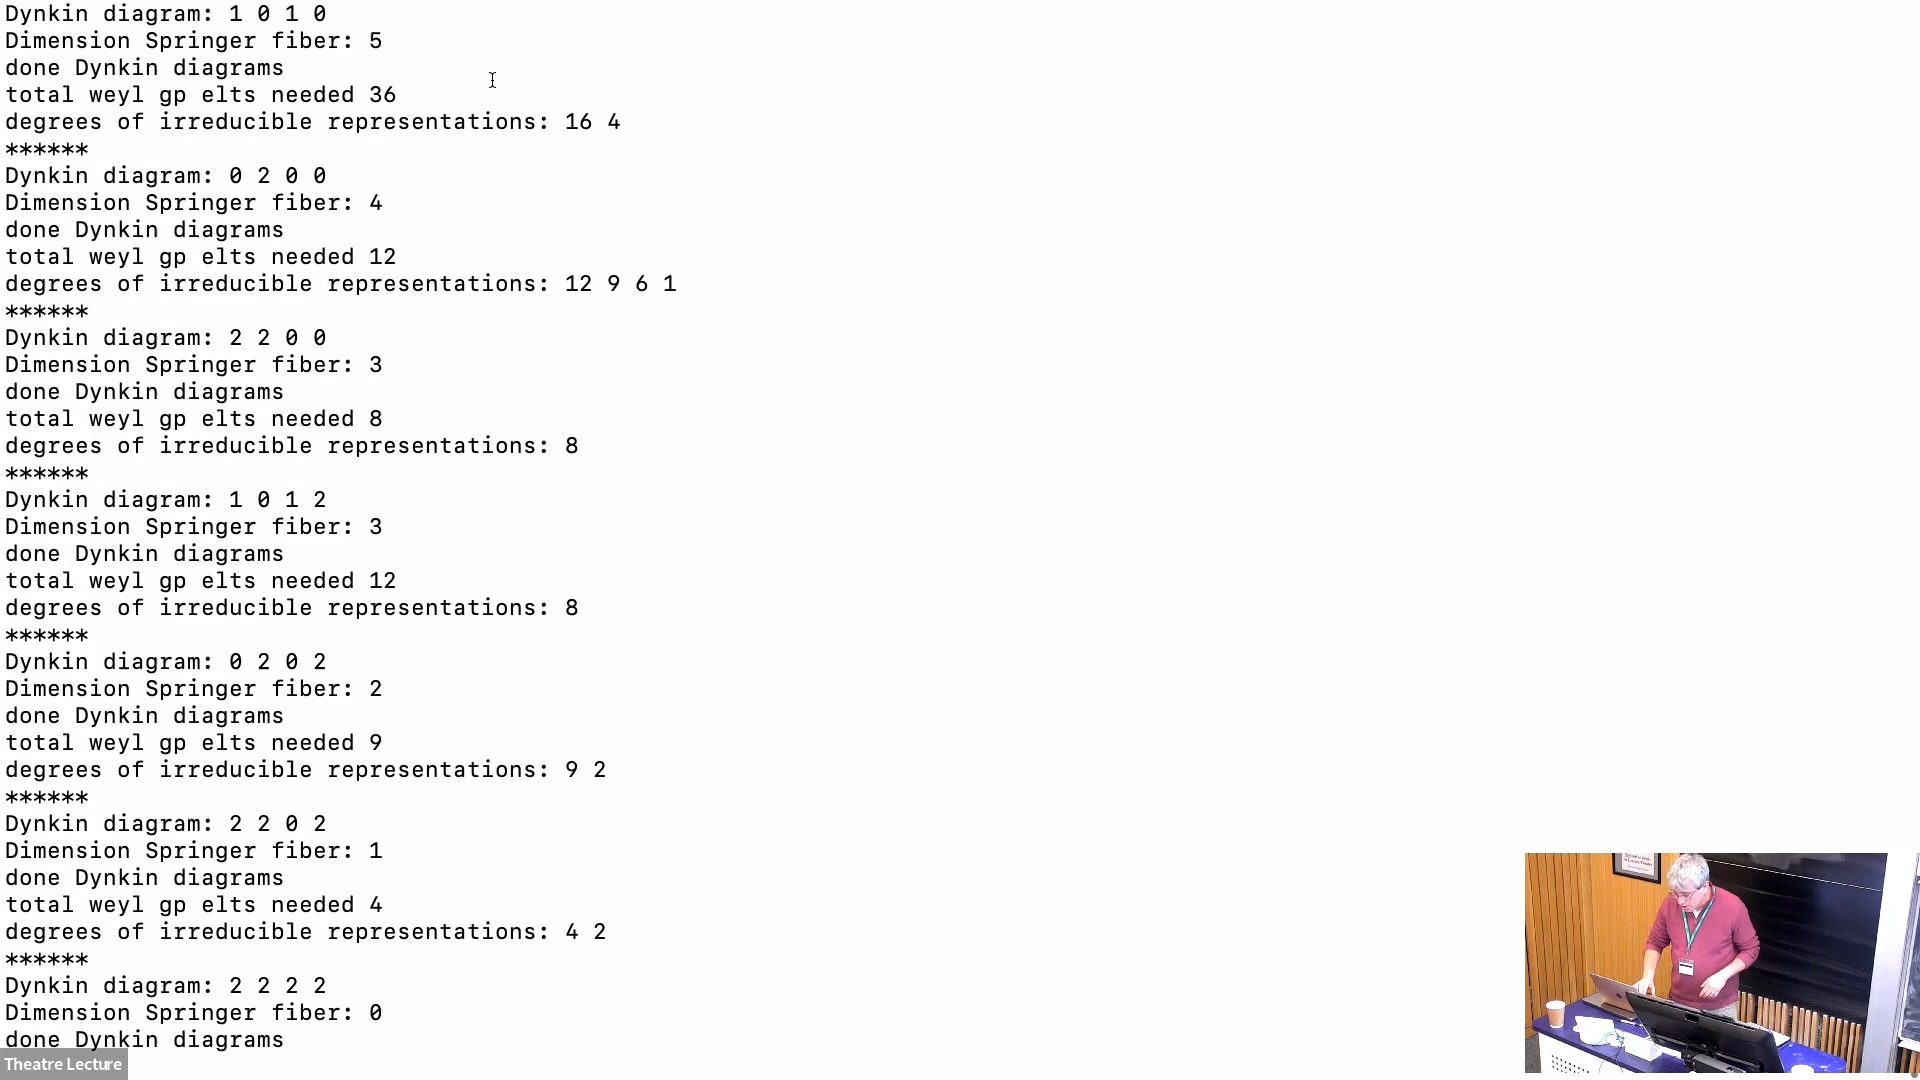 Dynkin diagram: 1 0 1 0
Dimension Springer fiber: 5
done Dynkin diagrams
total weyl gp elts needed 36
degrees of irreducible representations: 16 4
******
Dynkin diagram: 0 2 0 0
Dimension Springer fiber: 4
done Dynkin diagrams
total weyl gp elts needed 12
degrees of irreducible representations: 12 9 6 1
******
Dynkin diagram: 2 2 0 0
Dimension Springer fiber: 3
done Dynkin diagrams
total weyl gp elts needed 8
degrees of irreducible representations: 8
******
Dynkin diagram: 1 0 1 2
Dimension Springer fiber: 3
done Dynkin diagrams
total weyl gp elts needed 12
degrees of irreducible representations: 8
******
Dynkin diagram: 0 2 0 2
Dimension Springer fiber: 2
done Dynkin diagrams
total weyl gp elts needed 9
degrees of irreducible representations: 9 2
******
Dynkin diagram: 2 2 0 2
Dimension Springer fiber: 1
done Dynkin diagrams
total weyl gp elts needed 4
degrees of irreducible representations: 4 2
******
Dynkin diagram: 2 2 2 2
Dimension Springer fiber: 0
done Dynkin diagrams
Theatre Lecture